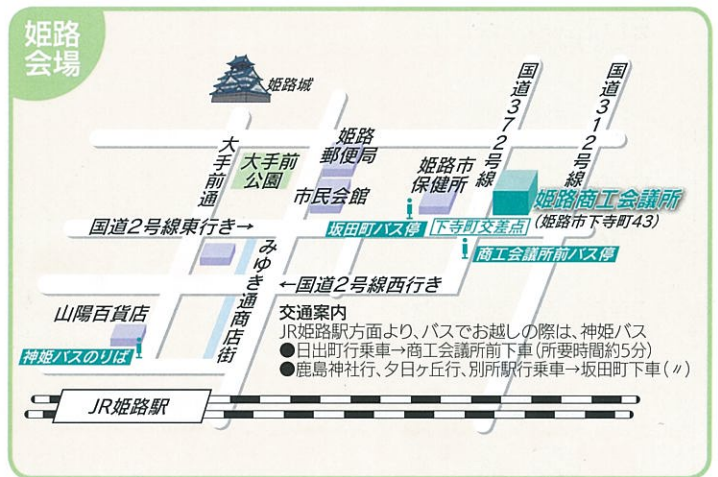 姫路
会場
姫路城
国道372号線
国道312号線
大手前通
大手前
公園
姫路
郵便局
市民会館
姫路市
保健所
姫路商工会議所
(姫路市下寺町43)
国道2号線東行き→
坂田町バス停
下寺町交差点
商工会議所前バス停
みゆき通商店街
←国道2号線西行き
山陽百貨店
神姫バスのりば
交通案内
JR姫路駅方面より、バスでお越しの際は、神姫バス
●日出町行乗車→商工会議所前下車(所要時間約5分)
●鹿島神社行、夕日ヶ丘行、別所駅行乗車→坂田町下車(〃)
JR姫路駅